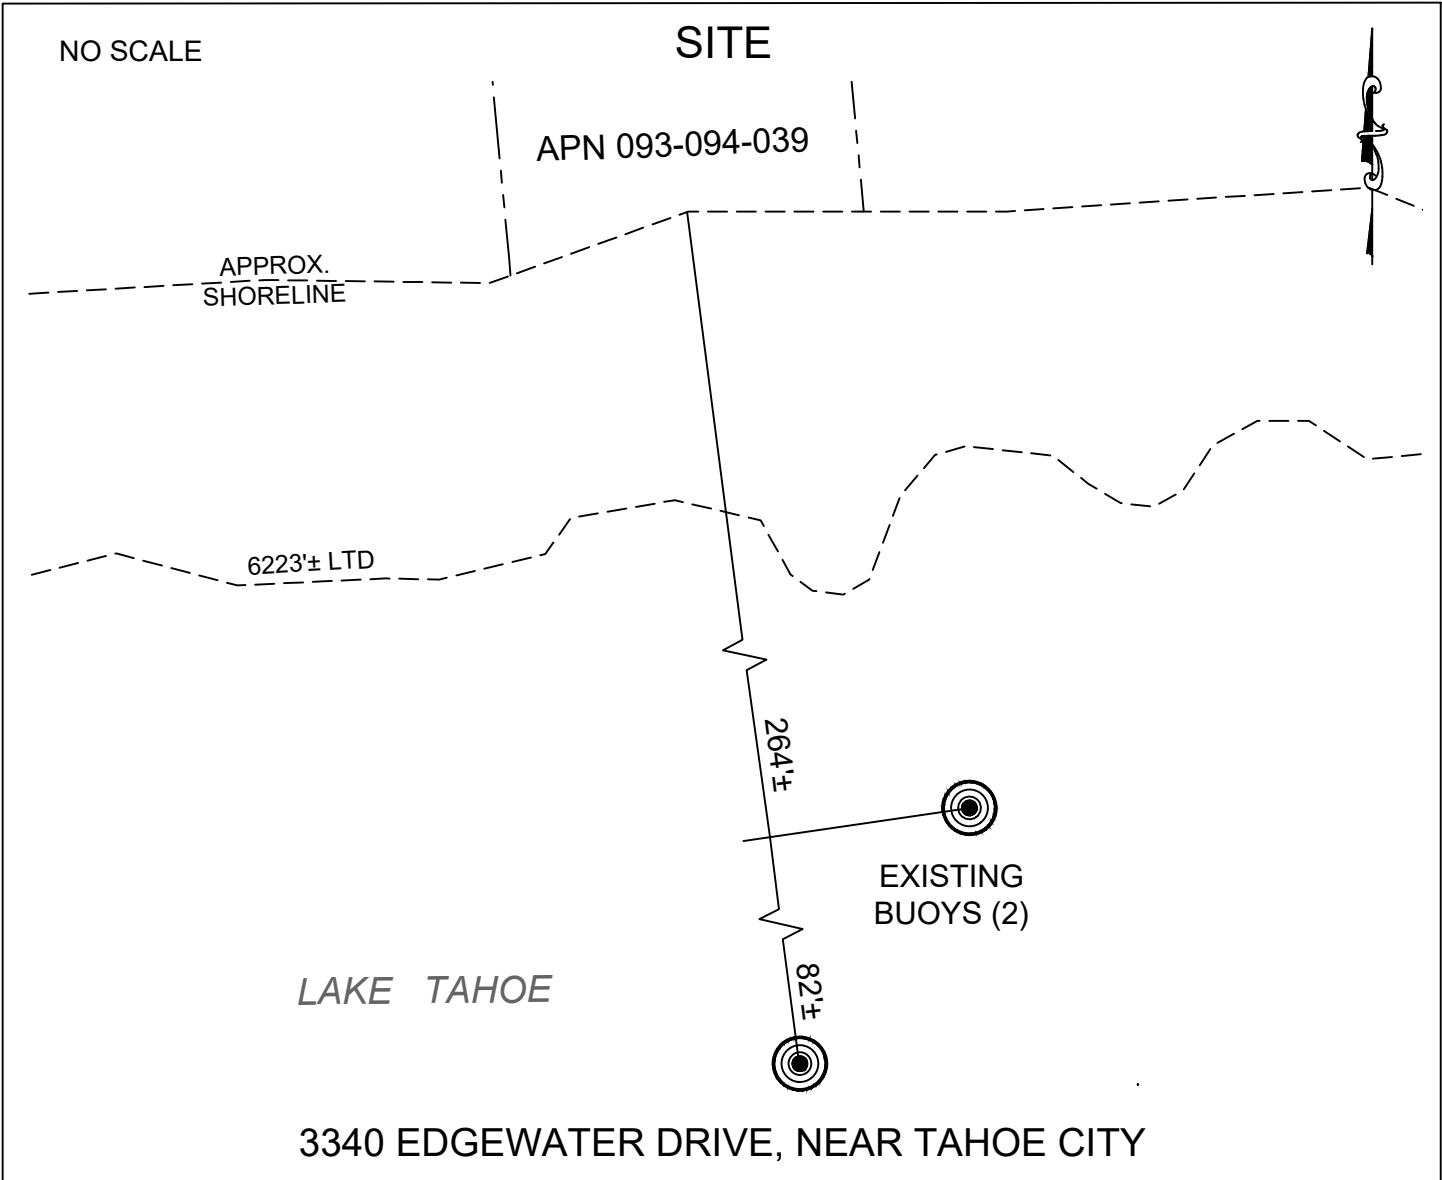 NO SCALE
SITE
APN 093-094-039
APPROX.
SHORELINE
6223'± LTD
264'±
EXISTING
BUOYS (2)
82'±
LAKE TAHOE
3340 EDGEWATER DRIVE, NEAR TAHOE CITY